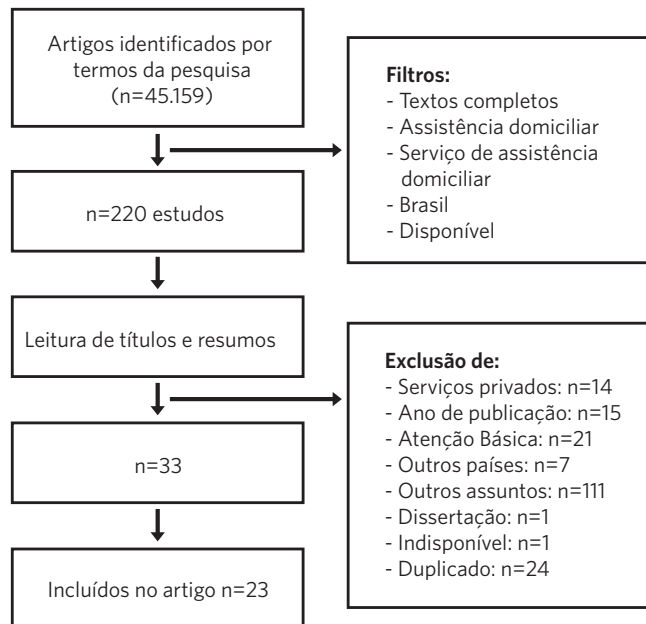 Artigos identificados por
termos da pesquisa
(n=45.159)
Filtros:
- Textos completos
- Assistência domiciliar
- Serviço de assistência
domiciliar
- Brasil
- Disponível
n=220 estudos
Leitura de títulos e resumos
Exclusão de:
- Serviços privados: n=14
- Ano de publicação: n=15
- Atenção Básica: n=21
- Outros países: n=7
- Outros assuntos: n=111
- Dissertação: n=1
- Indisponível: n=1
- Duplicado: n=24
n=33
Incluídos no artigo n=23